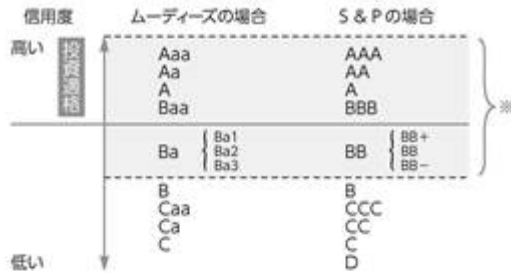 信用度 ムーディーズの場合 S & Pの場合
高い
投資適格
Aaa AAA
Aa AA
A A
Baa BBB
※
Ba1 BB+
Ba Ba2 BB BB
Ba3 BB−
B B
Caa CCC
Ca CC
C C
低い D